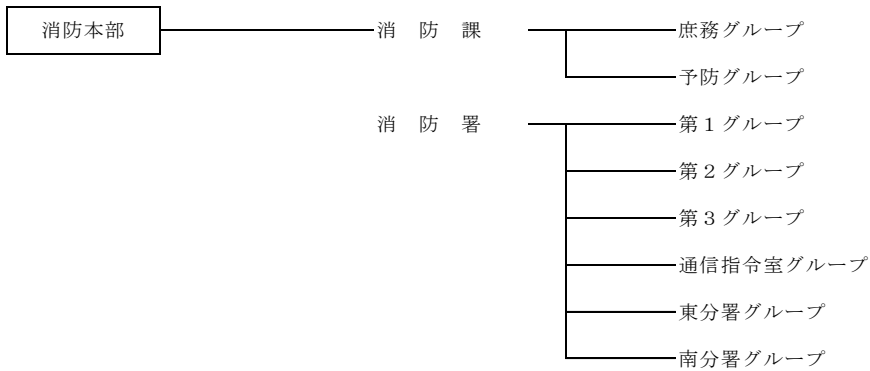 消防本部 消防課 庶務グループ
予防グループ
消防署 第1グループ
第2グループ
第3グループ
通信指令室グループ
東分署グループ
南分署グループ